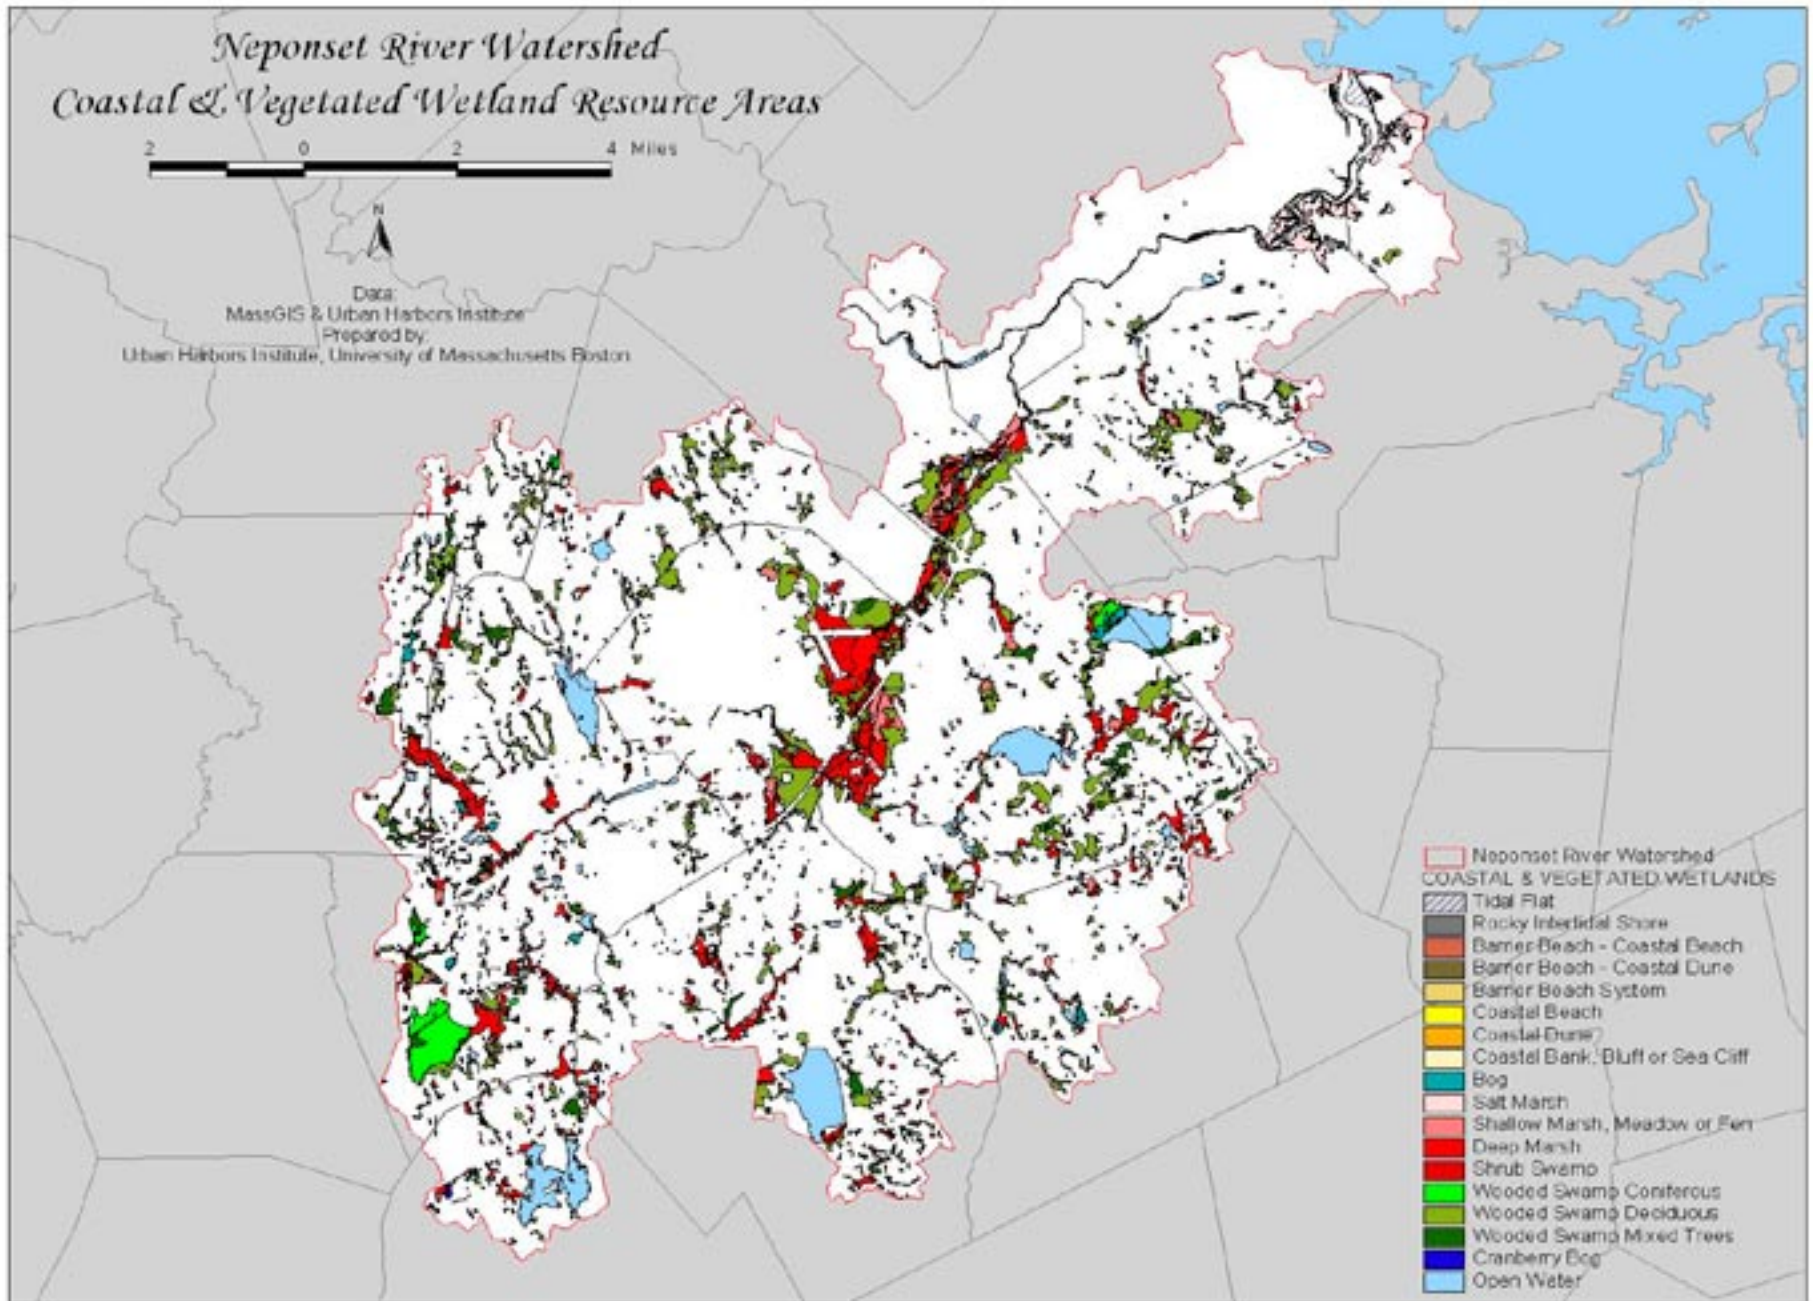 Neponset River Watershed
Coastal & Vegetated Wetland Resource Areas
2 0 2 4 Miles
N
Data:
MassGIS & Urban Harbors Institute
Prepared by:
Urban Harbors Institute, University of Massachusetts Boston
Neponset River Watershed
COASTAL & VEGETATED WETLANDS
Tidal Flat
Rocky Intertidal Shore
Barrier Beach - Coastal Beach
Barrier Beach - Coastal Dune
Barrier Beach System
Coastal Beach
Coastal Dune
Coastal Bank, Bluff or Sea Cliff
Bog
Salt Marsh
Shallow Marsh, Meadow or Fen
Deep Marsh
Shrub Swamp
Wooded Swamp Coniferous
Wooded Swamp Deciduous
Wooded Swamp Mixed Trees
Cranberry Bog
Open Water